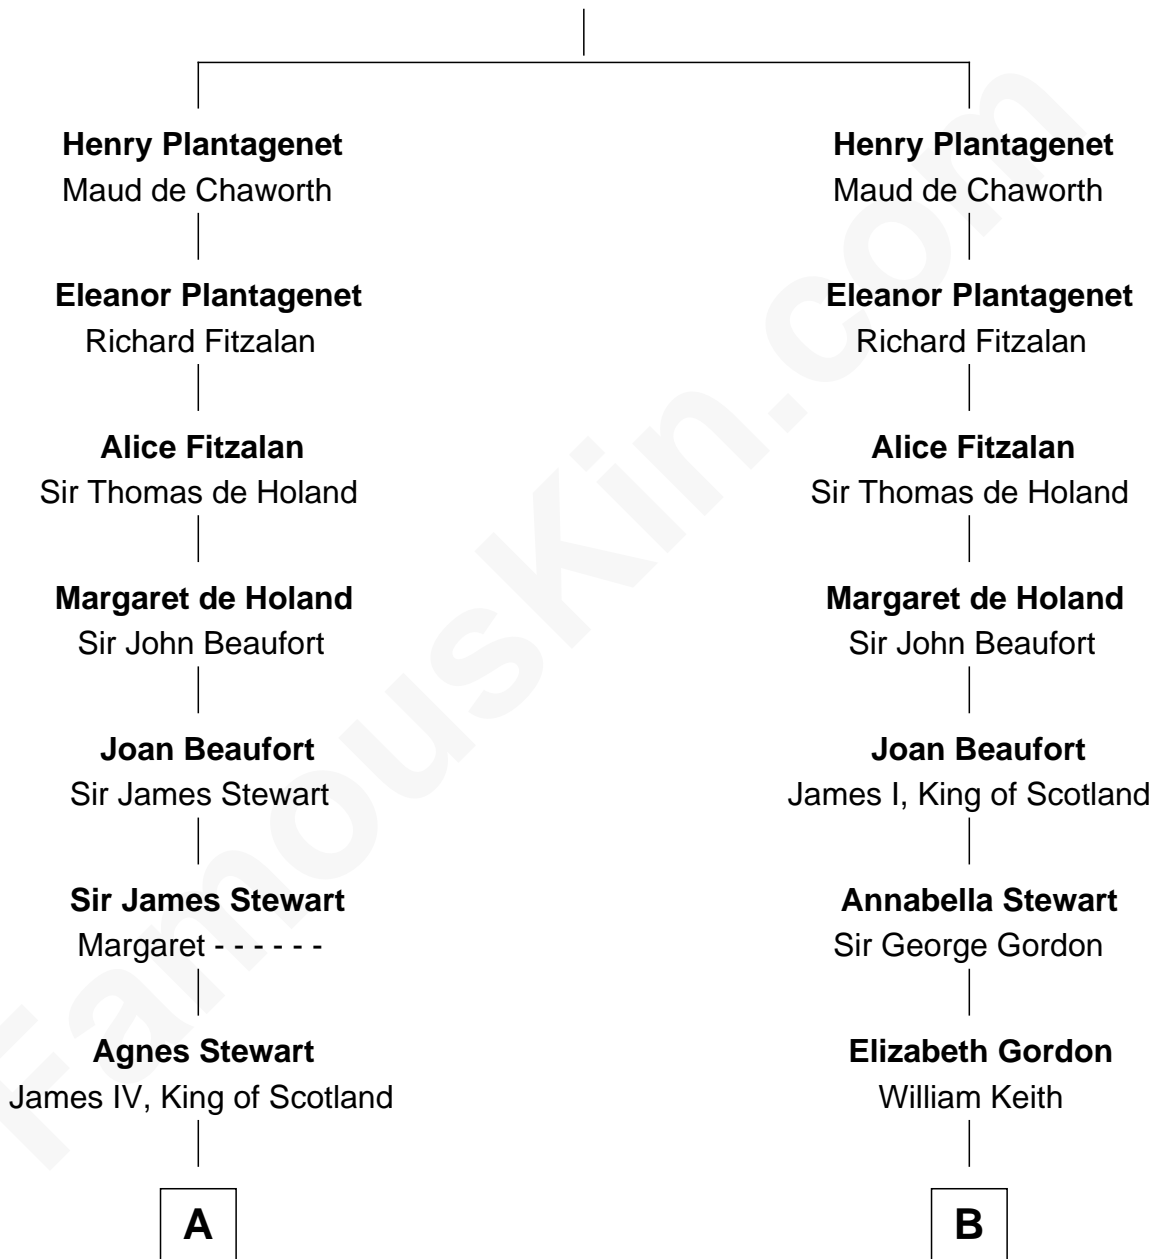 Henry Plantagenet
Maud de Chaworth
Eleanor Plantagenet
Richard Fitzalan
Alice Fitzalan
Sir Thomas de Holand
Margaret de Holand
Sir John Beaufort
Joan Beaufort
Sir James Stewart
Sir James Stewart
Margaret - - - - - -
Agnes Stewart
James IV, King of Scotland
A
Henry Plantagenet
Maud de Chaworth
Eleanor Plantagenet
Richard Fitzalan
Alice Fitzalan
Sir Thomas de Holand
Margaret de Holand
Sir John Beaufort
Joan Beaufort
James I, King of Scotland
Annabella Stewart
Sir George Gordon
Elizabeth Gordon
William Keith
B
FamousKin.com